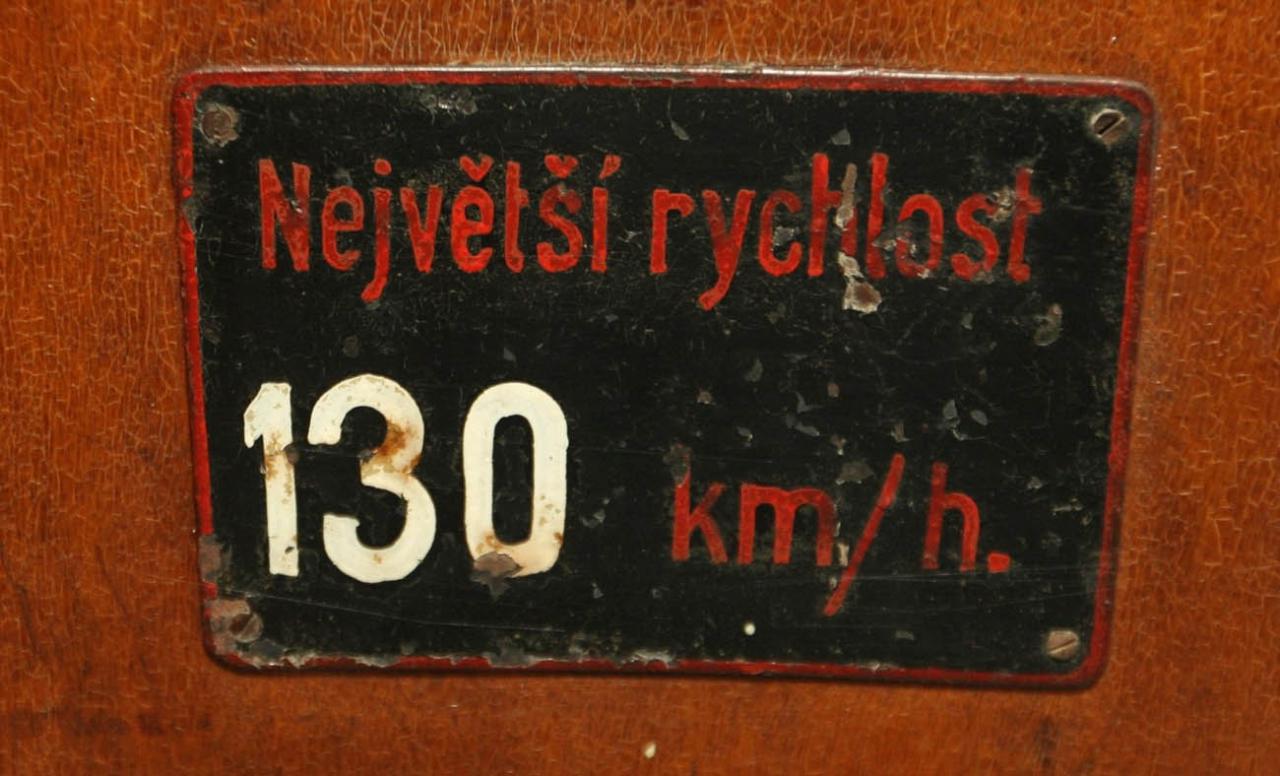 Největší rychlost
130 km/h.